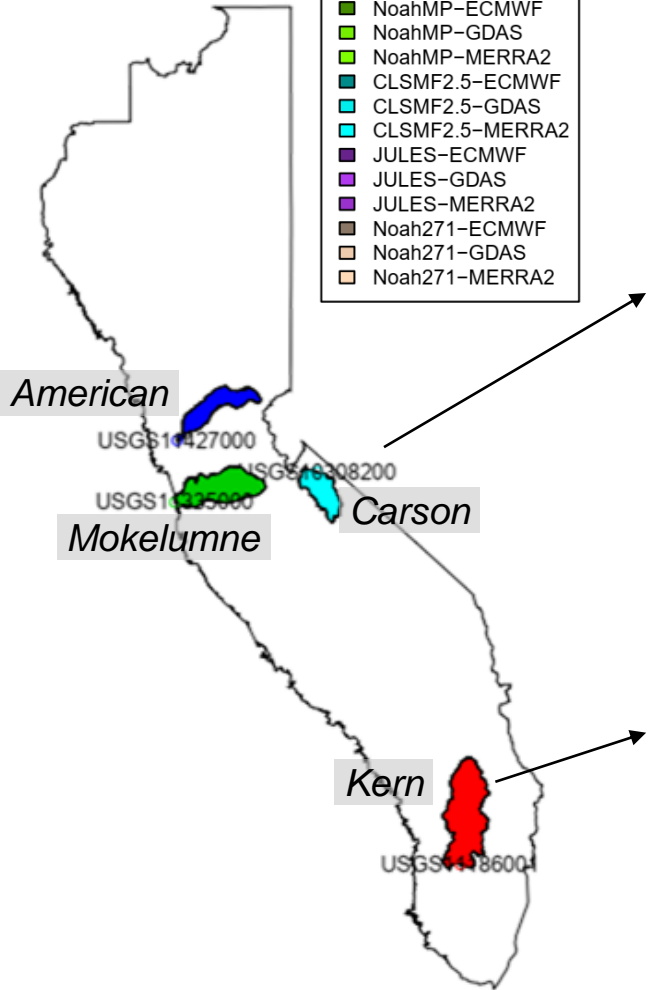 NoahMP−ECMWF
NoahMP−GDAS
NoahMP−MERRA2
CLSMF2.5−ECMWF
CLSMF2.5−GDAS
CLSMF2.5−MERRA2
JULES−ECMWF
JULES−GDAS
JULES−MERRA2
Noah271−ECMWF
Noah271−GDAS
Noah271−MERRA2
American
USGS11427000
USGS10308200
Carson
Mokelumne
Kern
USGS11186001